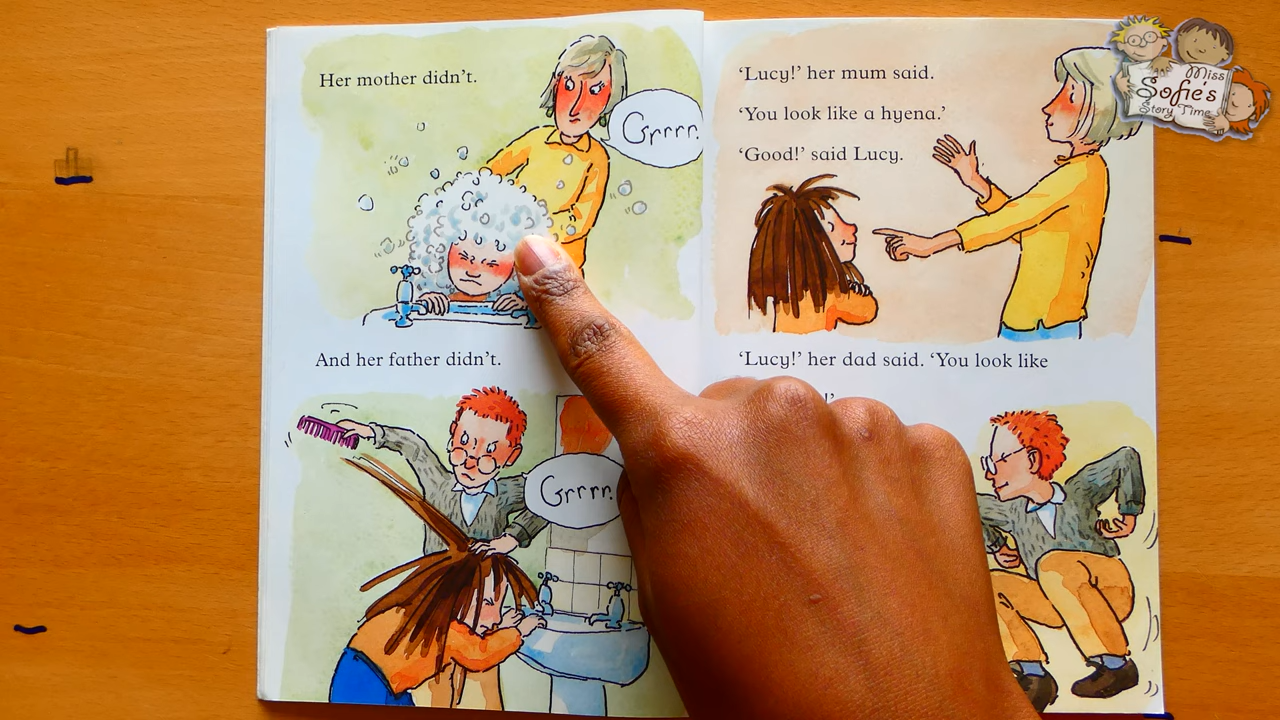 Her mother didn't.
Grrrr.
And her father didn't.
Grrrr.
'Lucy!' her mum said.
'You look like a hyena.'
'Good!' said Lucy.
'Lucy!' her dad said. 'You look like
Miss
Sofie's
Story Time